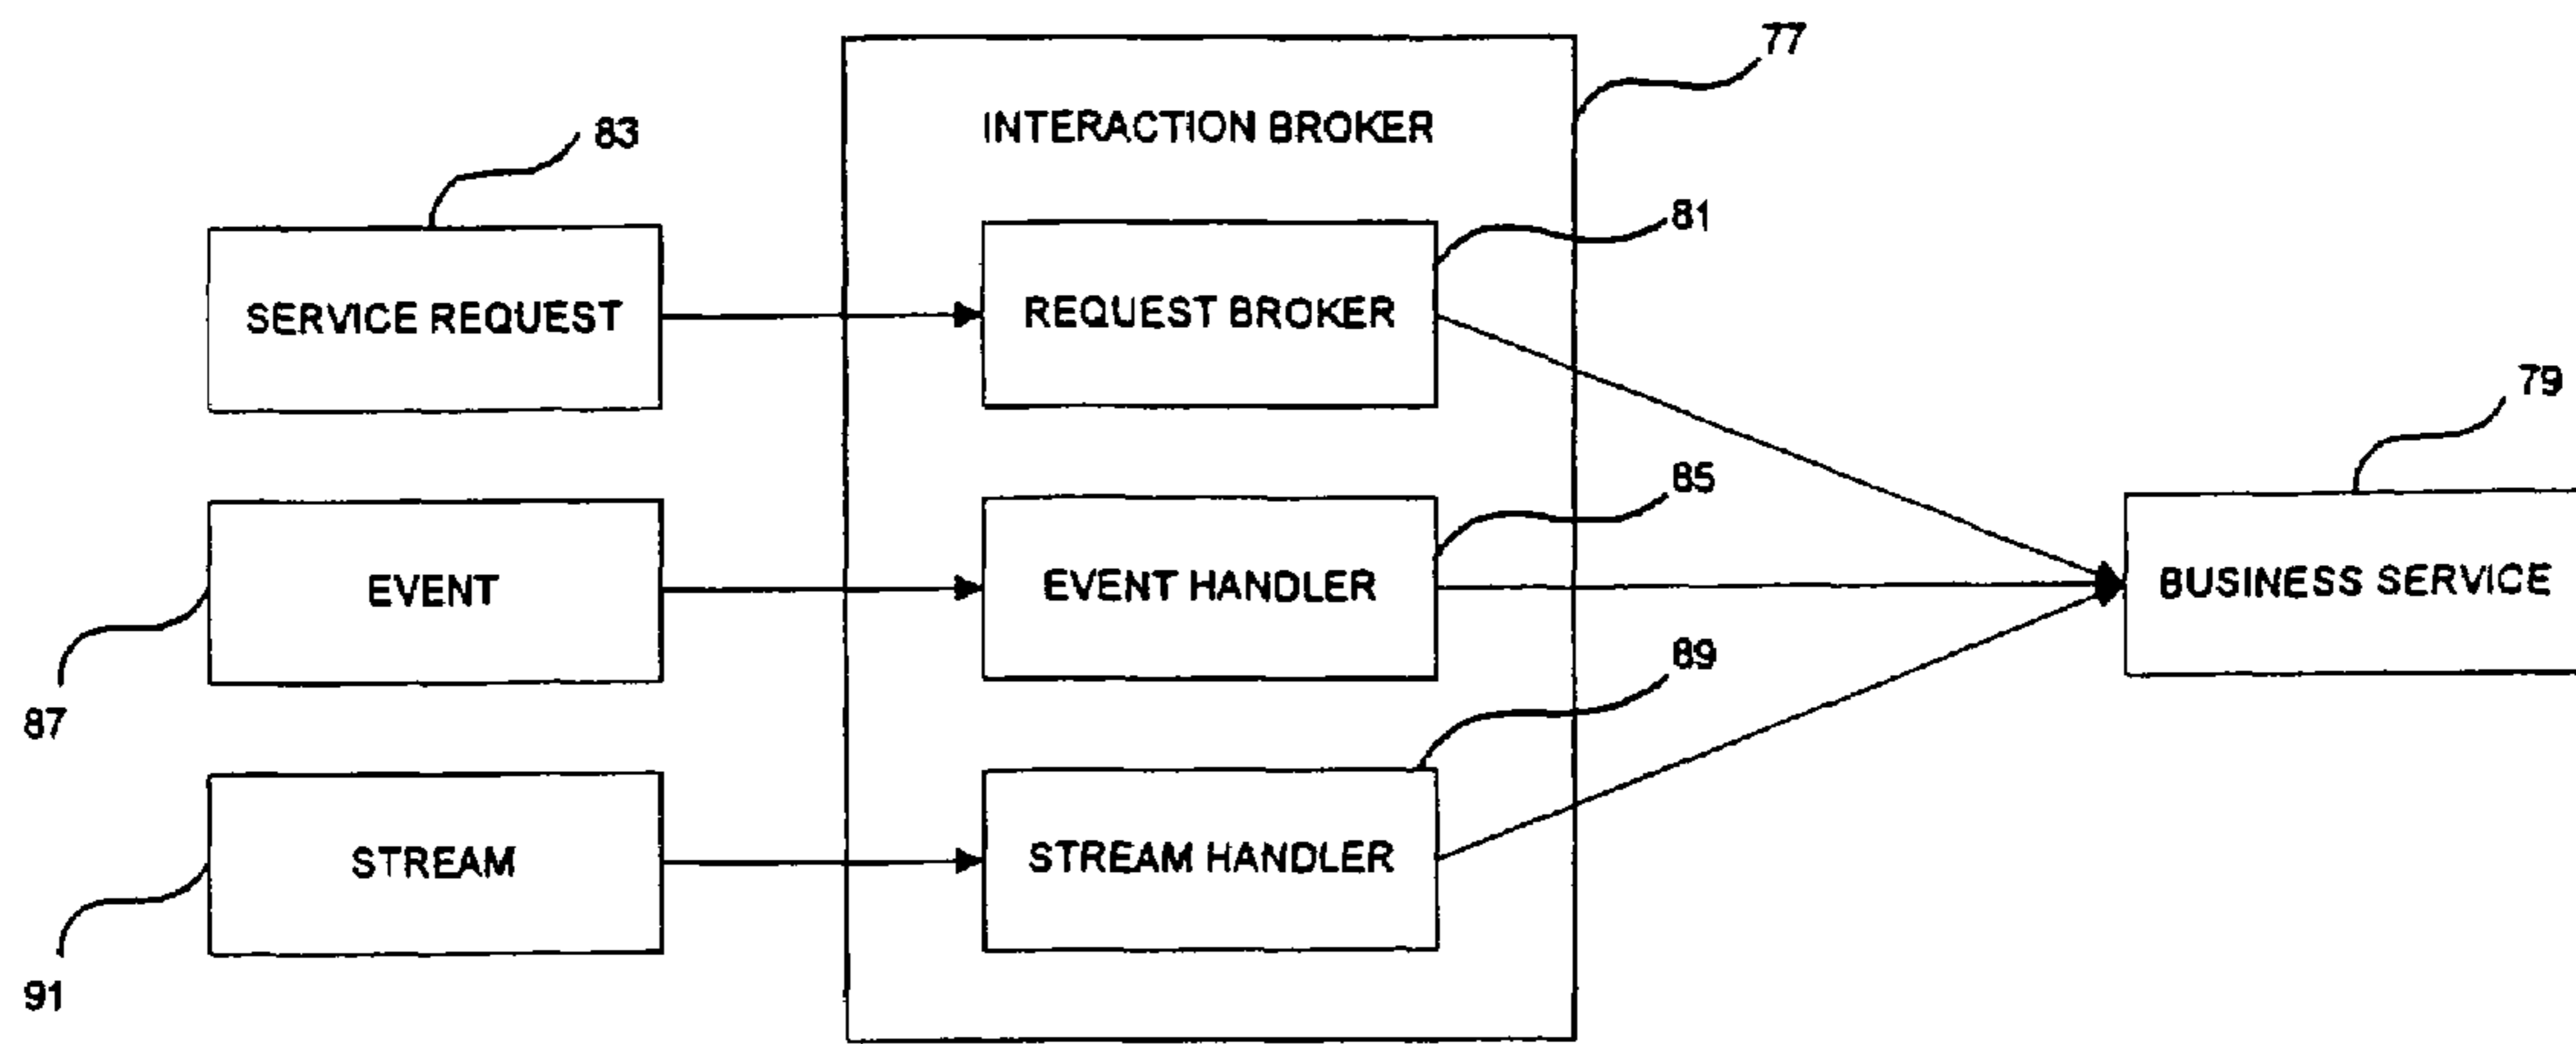 77
INTERACTION BROKER
83
81
SERVICE REQUEST
REQUEST BROKER
79
85
EVENT
EVENT HANDLER
BUSINESS SERVICE
87
89
STREAM
STREAM HANDLER
91